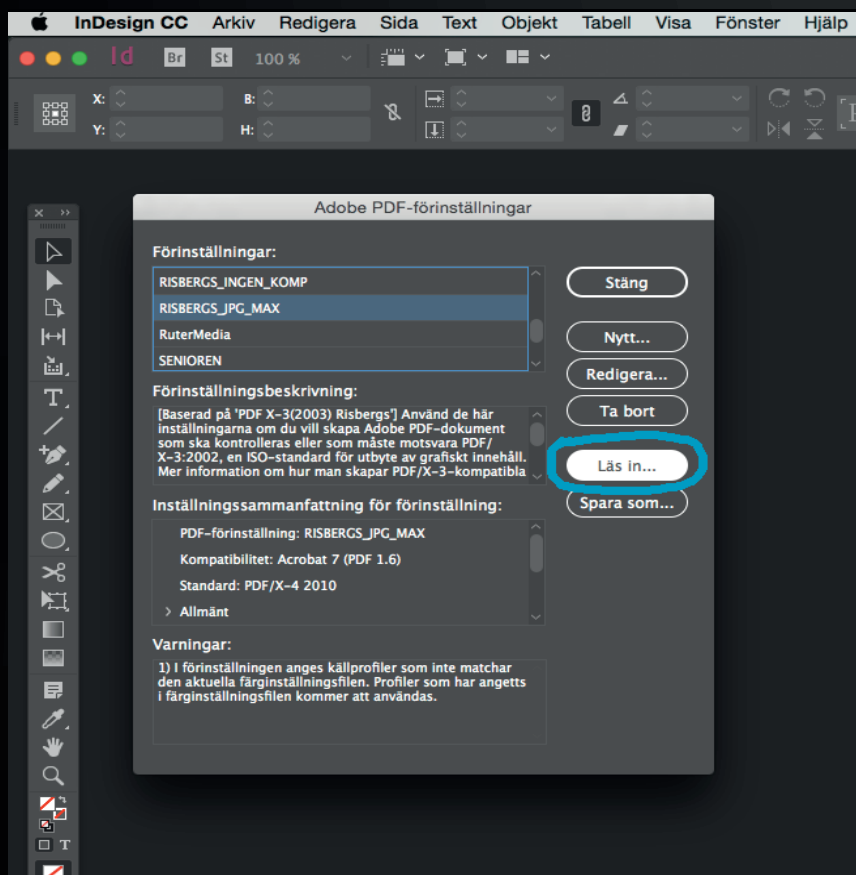 InDesign CC Arkiv Redigera Sida Text Objekt Tabell Visa Fönster Hjälp
Id Br St 100 %
X: B:
Y: H:
Adobe PDF-förinställningar
Förinställningar:
RISBERGS_INGEN_KOMP
RISBERGS_JPG_MAX
RuterMedia
SENIOREN
Stäng
Nytt...
Redigera...
Ta bort
Läs in...
Spara som...
Förinställningsbeskrivning:
[Baserad på 'PDF X-3(2003) Risbergs'] Använd de här
inställningarna om du vill skapa Adobe PDF-dokument
som ska kontrolleras eller som måste motsvara PDF/
X-3:2002, en ISO-standard för utbyte av grafiskt innehåll.
Mer information om hur man skapar PDF/X-3-kompatibla
Inställningssammanfattning för förinställning:
PDF-förinställning: RISBERGS_JPG_MAX
Kompatibilitet: Acrobat 7 (PDF 1.6)
Standard: PDF/X-4 2010
> Allmänt
Varningar:
1) I förinställningen anges källprofiler som inte matchar
den aktuella färginställningsfilen. Profiler som har angetts
i färginställningsfilen kommer att användas.